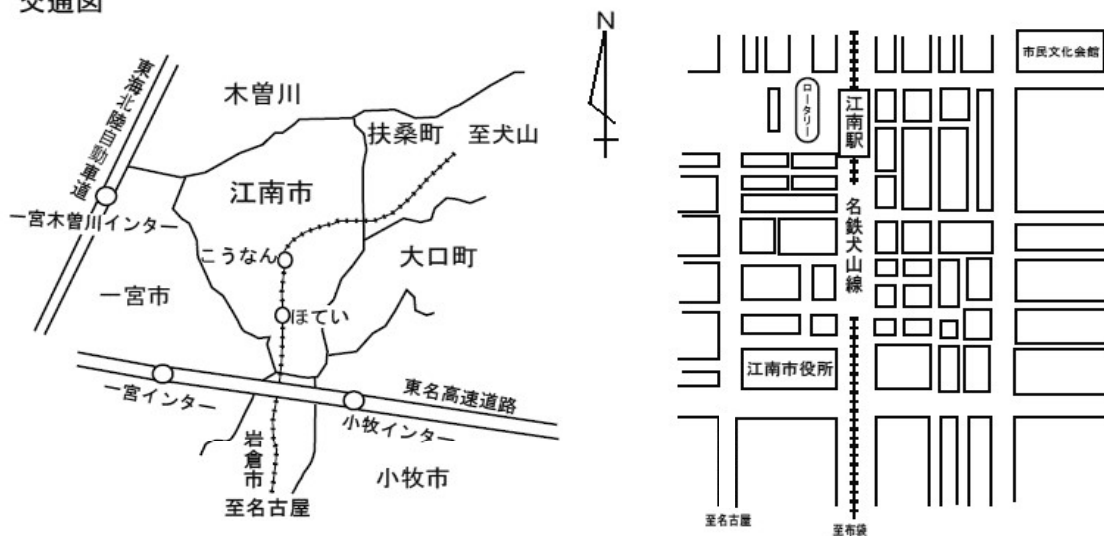 交通図
東海北陸自動車道
木曽川
扶桑町
至犬山
江南市
一宮木曽川インター
こうなん
大口町
一宮市
ほてい
一宮インター
東名高速道路
小牧インター
岩倉市
小牧市
至名古屋
N
市民文化会館
ロータリー
江南駅
名鉄犬山線
江南市役所
至名古屋
至布袋